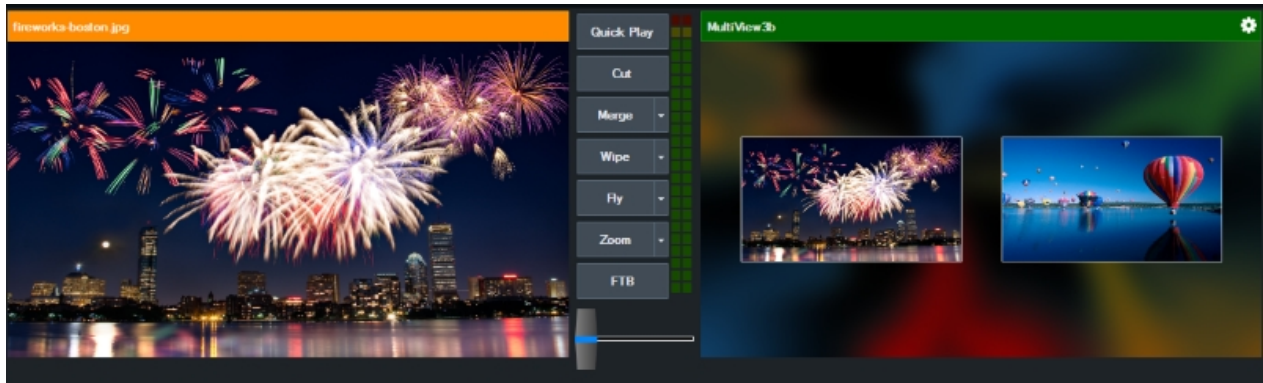 fireworks-boston.jpg
Quick Play
Cut
Merge
Wipe
Fly
Zoom
FTB
MultiView3b